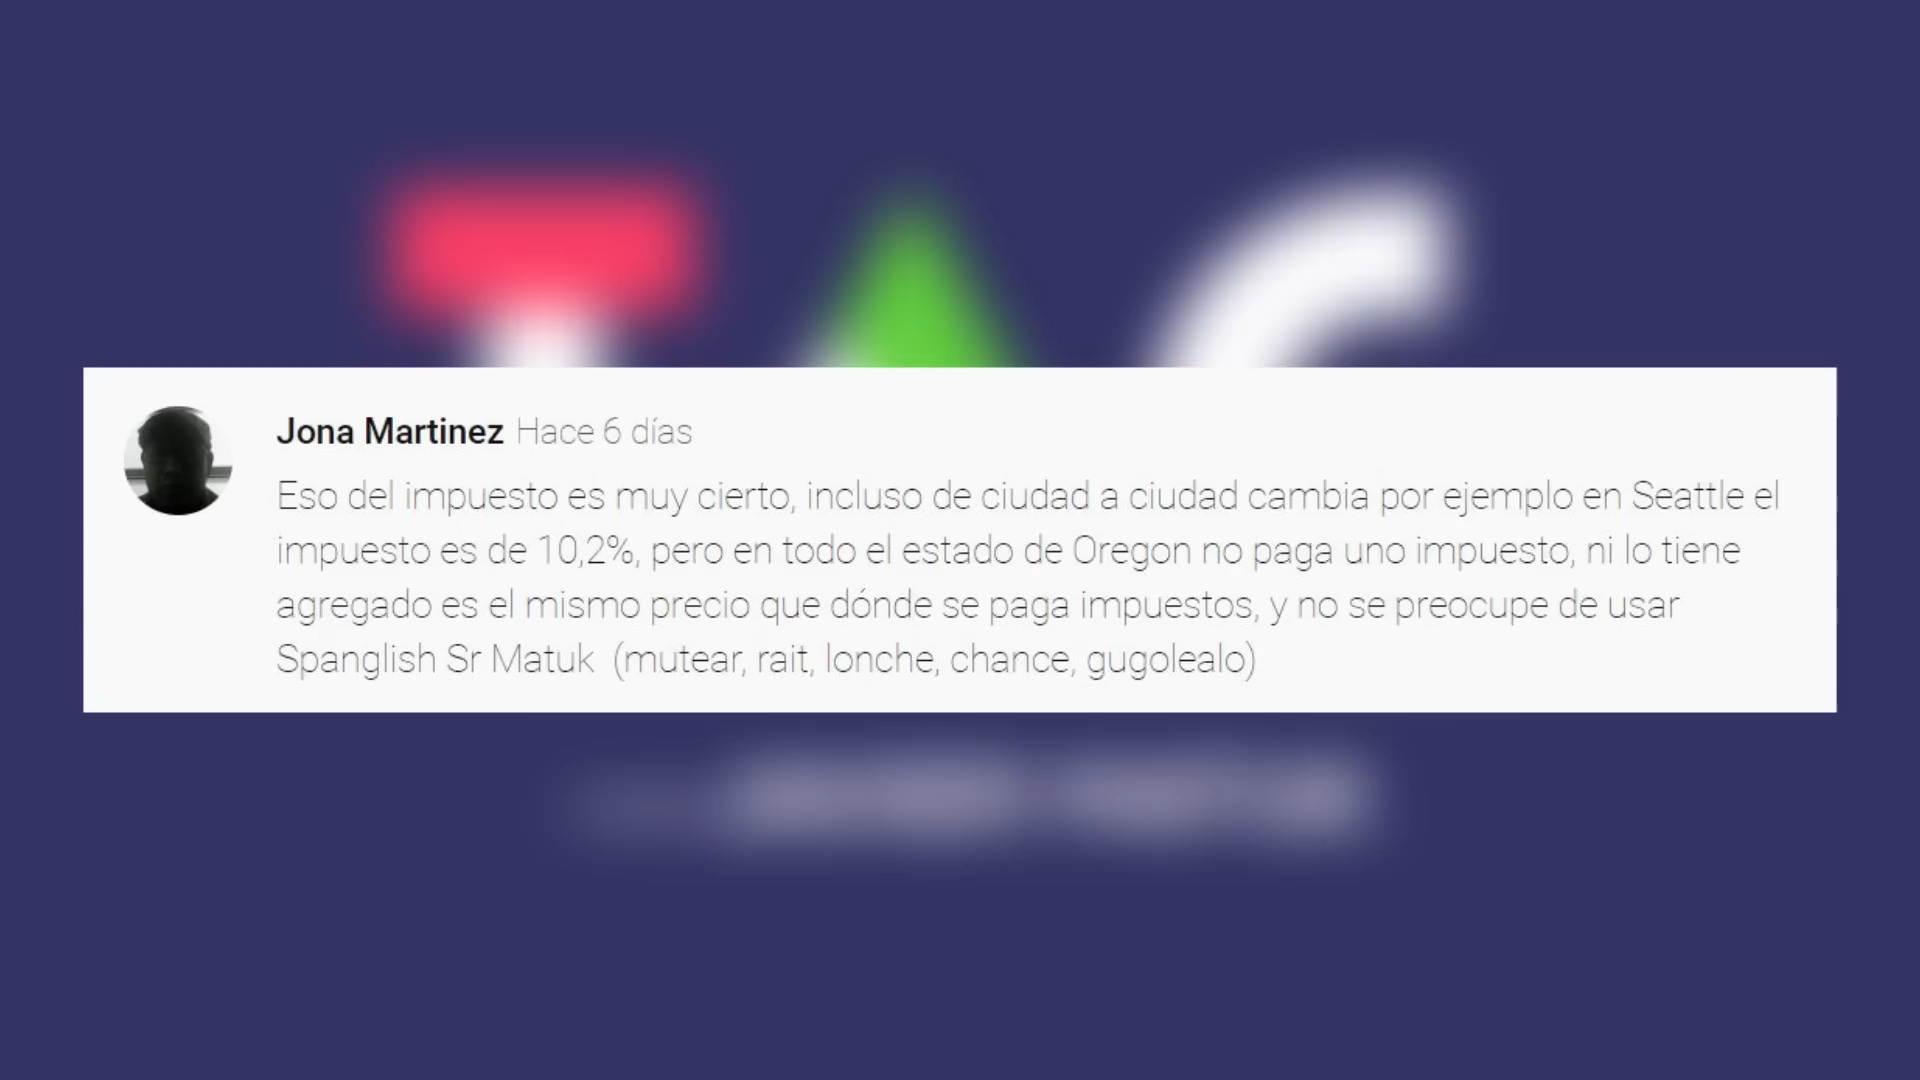 Jona Martinez Hace 6 días
Eso del impuesto es muy cierto, incluso de ciudad a ciudad cambia por ejemplo en Seattle el
impuesto es de 10,2%, pero en todo el estado de Oregon no paga uno impuesto, ni lo tiene
agregado es el mismo precio que dónde se paga impuestos, y no se preocupe de usar
Spanglish Sr Matuk  (mutear, rait, lonche, chance, gugolealo)